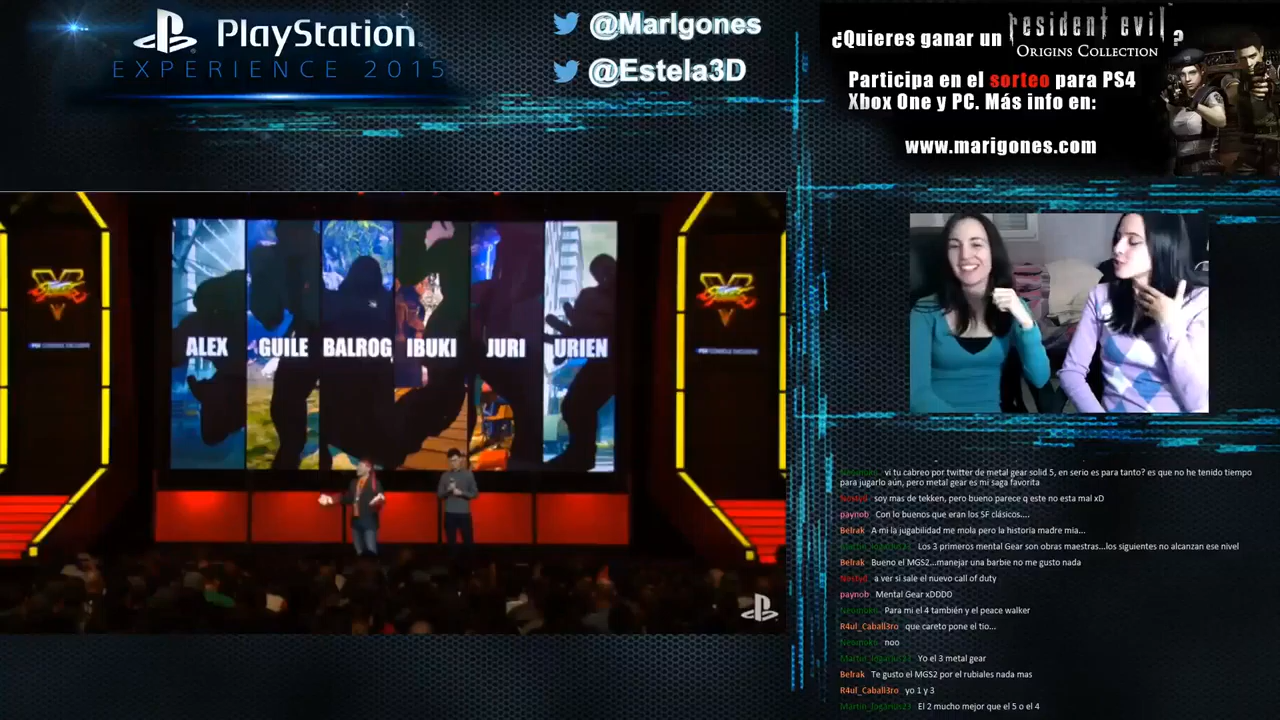 PlayStation
EXPERIENCE 2015
@MarIgones
@Estela3D
¿Quieres ganar un resident evil ?
ORIGINS COLLECTION
Participa en el sorteo para PS4
Xbox One y PC. Más info en:
www.marigones.com
ALEX GUILE BALROG IBUKI JURI URIEN
V
V
vi tu cabreo por twitter de metal gear solid 5, en serio es para tanto? es que no he tenido tiempo
para jugarlo aún, pero metal gear es mi saga favorita
soy mas de tekken, pero bueno parece q este no esta mal xD
paynob Con lo buenos que eran los SF clásicos....
Belrak A mi la jugabilidad me mola pero la historia madre mia...
Los 3 primeros mental Gear son obras maestras...los siguientes no alcanzan ese nivel
Belrak Bueno el MGS2...manejar una barbie no me gusto nada
a ver si sale el nuevo call of duty
paynob Mental Gear xDDDO
Para mi el 4 también y el peace walker
R4ul_Caball3ro que careto pone el tio...
noo
Yo el 3 metal gear
Belrak Te gusto el MGS2 por el rubiales nada mas
R4ul_Caball3ro yo 1 y 3
El 2 mucho mejor que el 5 o el 4